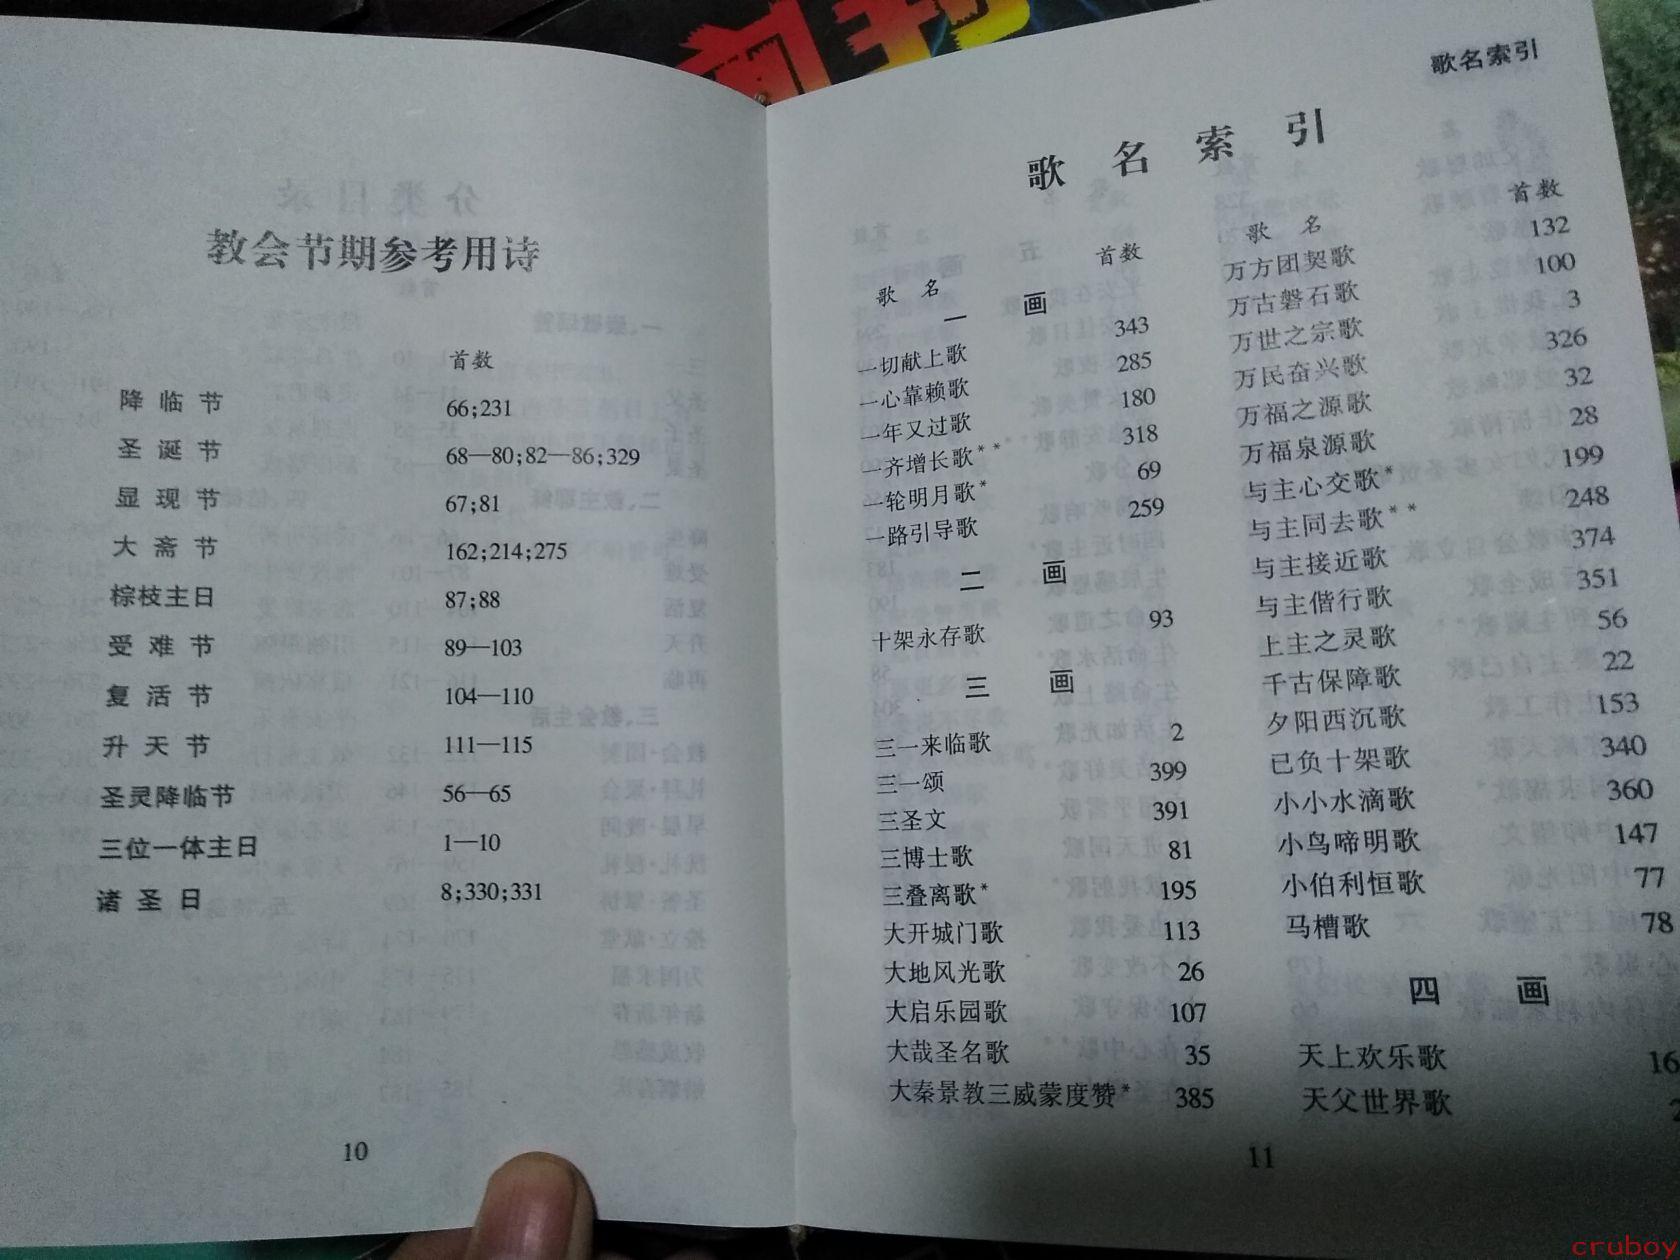 教会节期参考用诗
首数
降临节 66;231
圣诞节 68—80;82—86;329
显现节 67;81
大斋节 162;214;275
棕枝主日 87;88
受难节 89—103
复活节 104—110
升天节 111—115
圣灵降临节 56—65
三位一体主日 1—10
诸圣日 8;330;331
10
歌名索引
歌名索引
歌名 首数
一画
一切献上歌 343
一心靠赖歌 285
一年又过歌 180
一齐增长歌** 318
一轮明月歌* 69
一路引导歌 259
二画
十架永存歌 93
三画
三一来临歌 2
三一颂 399
三圣文 391
三博士歌 81
三叠离歌* 195
大开城门歌 113
大地风光歌 26
大启乐园歌 107
大哉圣名歌 35
大秦景教三威蒙度赞* 385
歌名 首数
万方团契歌 132
万古磐石歌 100
万世之宗歌 3
万民奋兴歌 326
万福之源歌 32
万福泉源歌 28
与主心交歌* 199
与主同去歌** 248
与主接近歌 374
与主偕行歌 351
上主之灵歌 56
千古保障歌 22
夕阳西沉歌 153
已负十架歌 340
小小水滴歌 360
小鸟啼明歌 147
小伯利恒歌 77
马槽歌 78
四画
天上欢乐歌 16
天父世界歌
11
cruboy